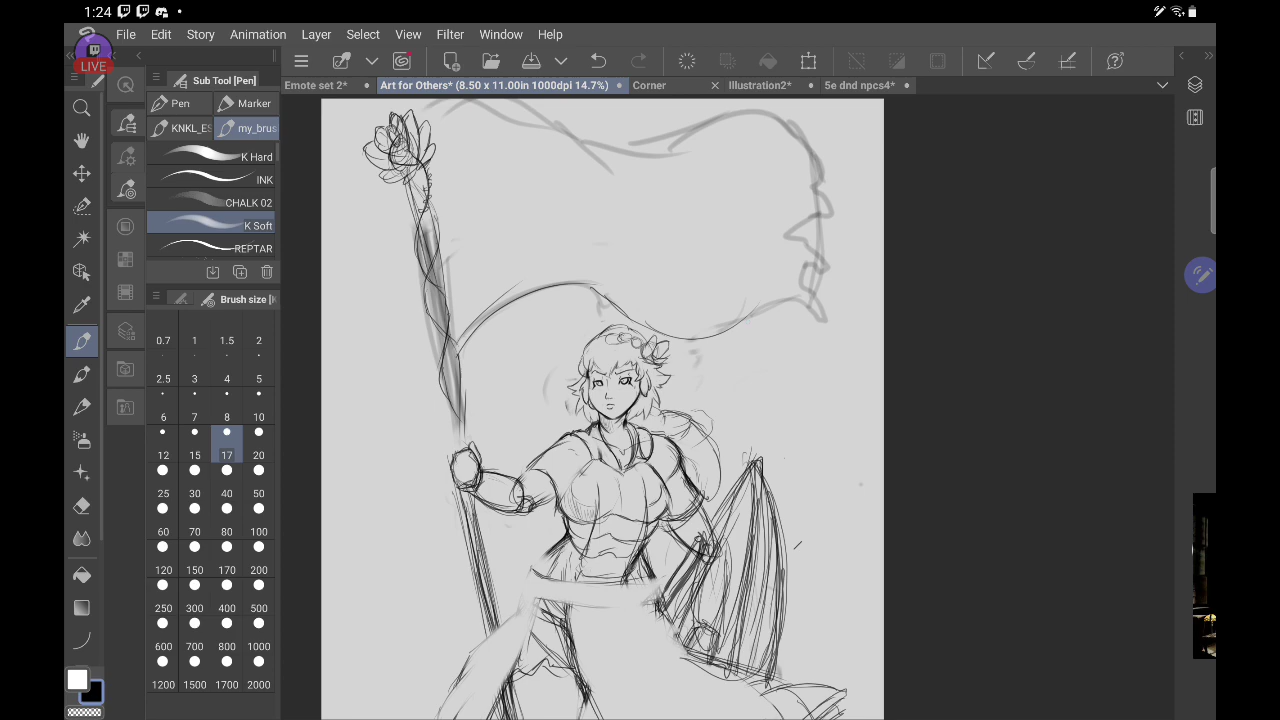 1:24
File Edit Story Animation Layer Select View Filter Window Help
LIVE
Sub Tool [Pen]
Emote set 2* Art for Others* (8.50 x 11.00in 1000dpi 14.7%) Corner Illustration2* 5e dnd npcs4*
Pen Marker
KNKL_ES my_brus
K Hard
INK
CHALK 02
K Soft
REPTAR
Brush size [K
0.7 1 1.5 2
2.5 3 4 5
6 7 8 10
12 15 17 20
25 30 40 50
60 70 80 100
120 150 170 200
250 300 400 500
600 700 800 1000
1200 1500 1700 2000